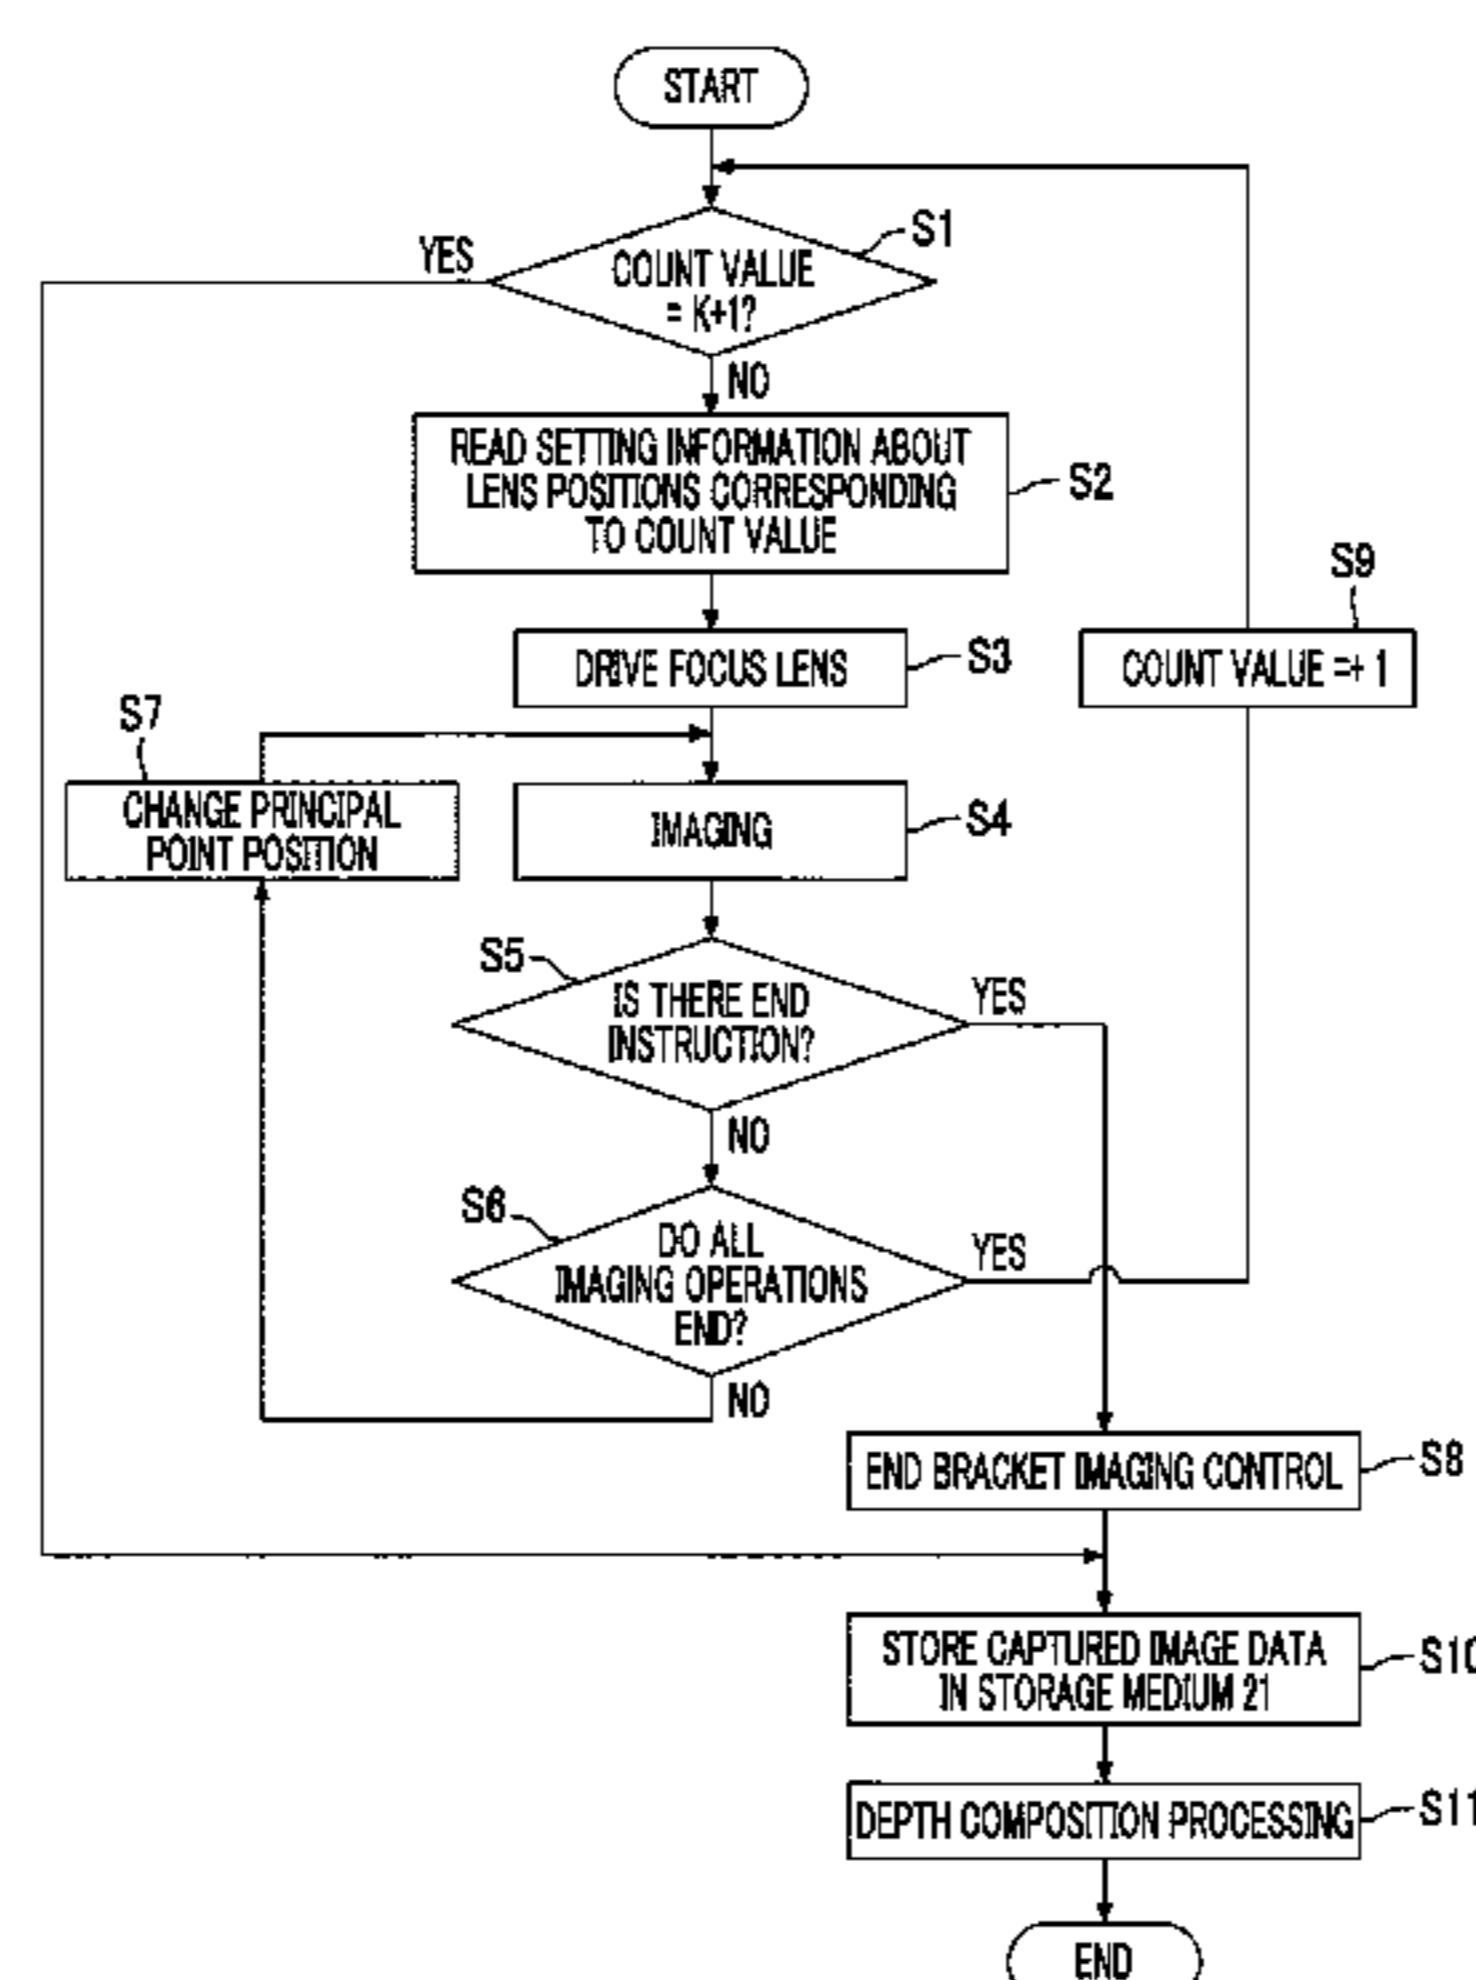 START
S1
YES
COUNT VALUE
= K+1?
NO
READ SETTING INFORMATION ABOUT
LENS POSITIONS CORRESPONDING
TO COUNT VALUE
S2
S9
DRIVE FOCUS LENS
S3
COUNT VALUE =+ 1
S7
CHANGE PRINCIPAL
POINT POSITION
IMAGING
S4
S5
IS THERE END
INSTRUCTION?
YES
NO
S6
DO ALL
IMAGING OPERATIONS
END?
YES
NO
END BRACKET IMAGING CONTROL
S8
STORE CAPTURED IMAGE DATA
IN STORAGE MEDIUM 21
S10
DEPTH COMPOSITION PROCESSING
S11
END